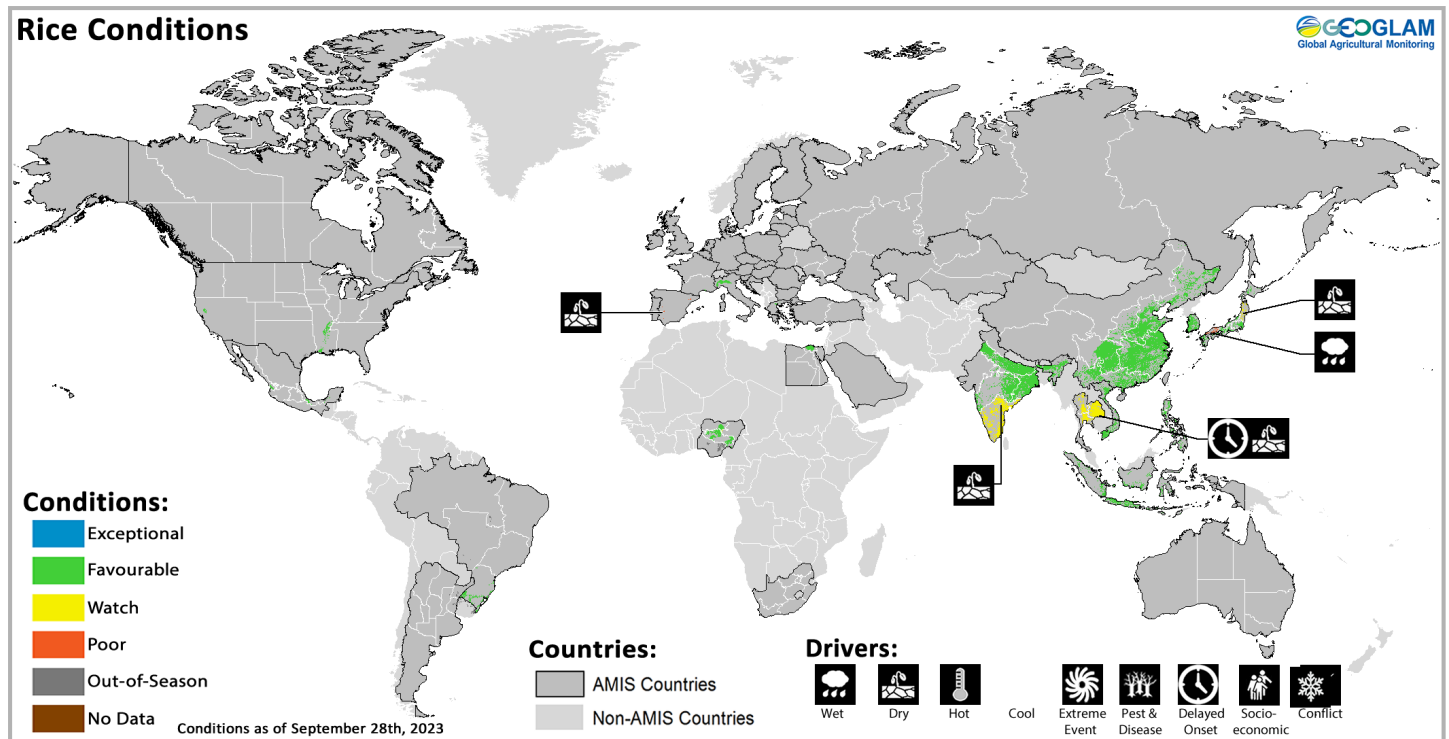 Rice Conditions
GEOGLAM
Global Agricultural Monitoring
Conditions:
Exceptional
Favourable
Watch
Poor
Out-of-Season
No Data
Conditions as of September 28th, 2023
Countries:
AMIS Countries
Non-AMIS Countries
Drivers:
Wet
Dry
Hot
Cool
Extreme
Event
Pest &
Disease
Delayed
Onset
Socio-
economic
Conflict